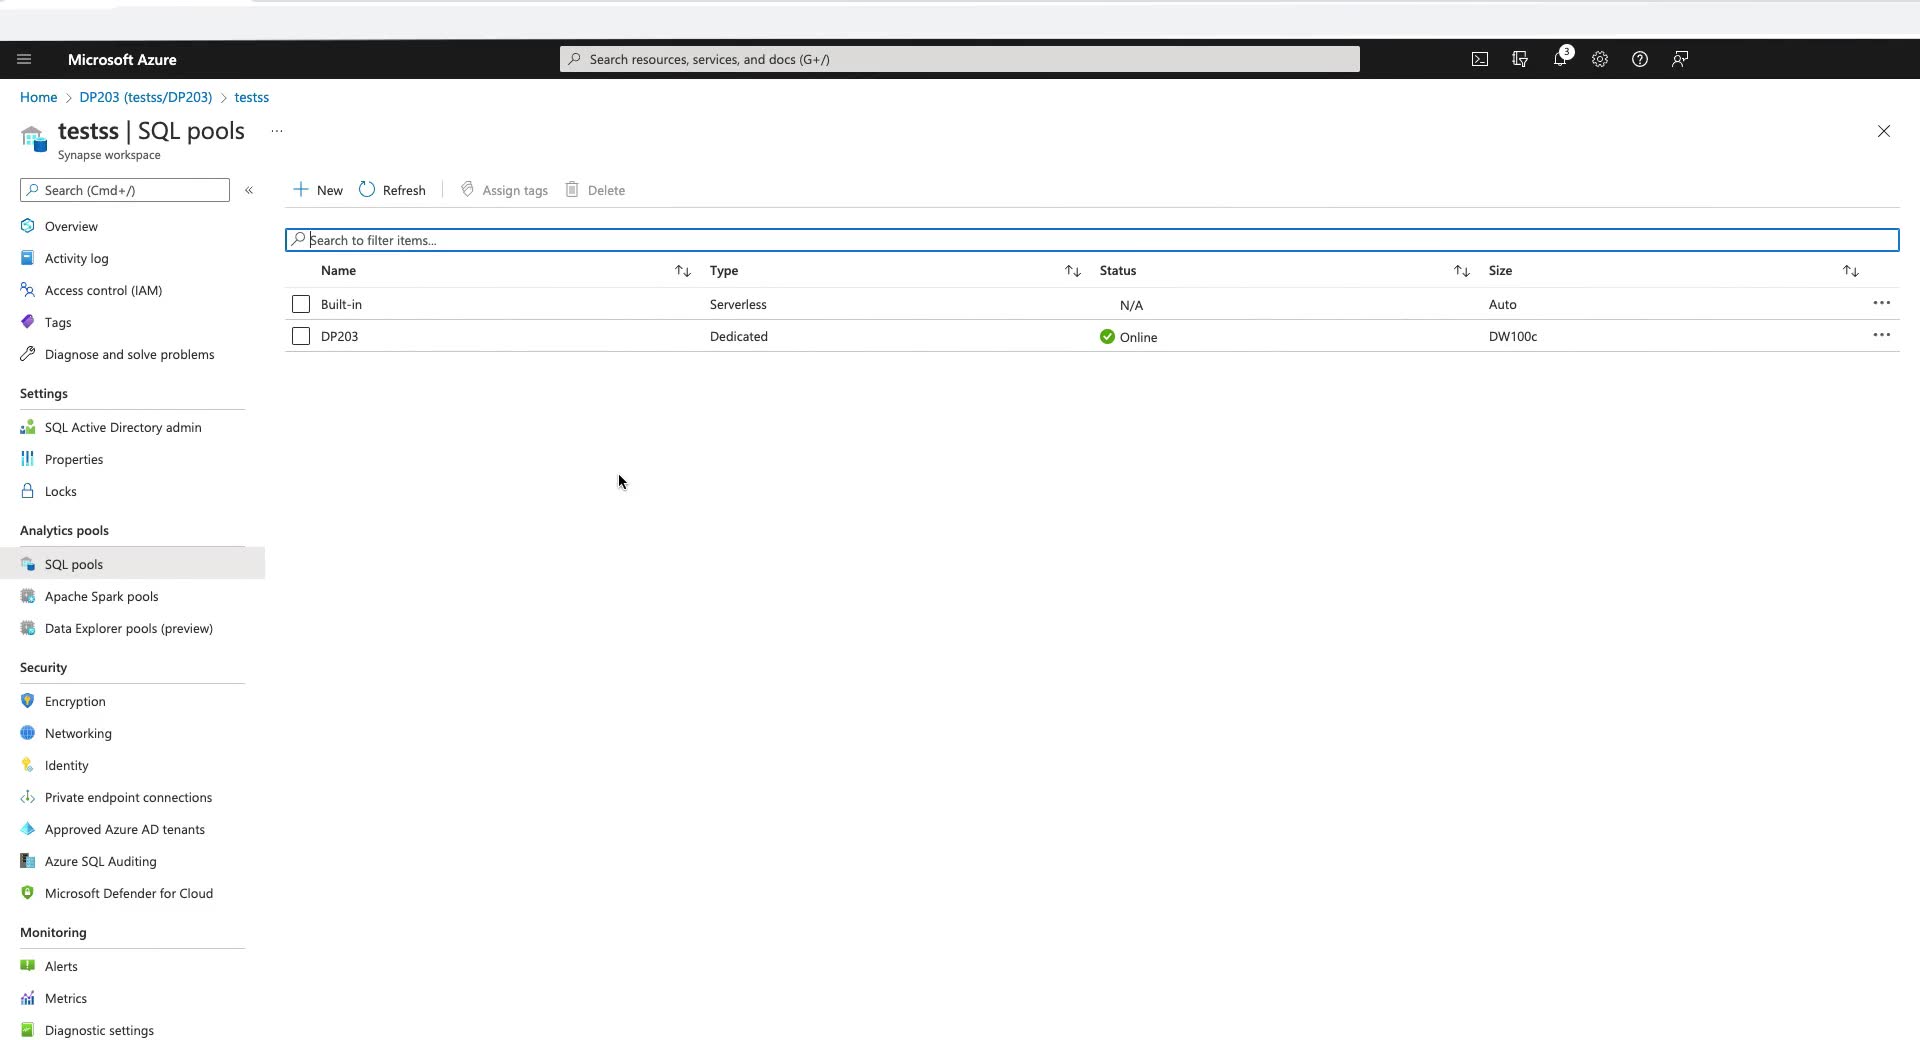 Microsoft Azure
Search resources, services, and docs (G+/)
3
Home > DP203 (testss/DP203) > testss
testss | SQL pools ...
Synapse workspace
Search (Cmd+/)
«
New
Refresh
Assign tags
Delete
Overview
Activity log
Access control (IAM)
Tags
Diagnose and solve problems
Settings
SQL Active Directory admin
Properties
Locks
Analytics pools
SQL pools
Apache Spark pools
Data Explorer pools (preview)
Security
Encryption
Networking
Identity
Private endpoint connections
Approved Azure AD tenants
Azure SQL Auditing
Microsoft Defender for Cloud
Monitoring
Alerts
Metrics
Diagnostic settings
Search to filter items...
Name Type Status Size
Built-in Serverless N/A Auto ...
DP203 Dedicated Online DW100c ...